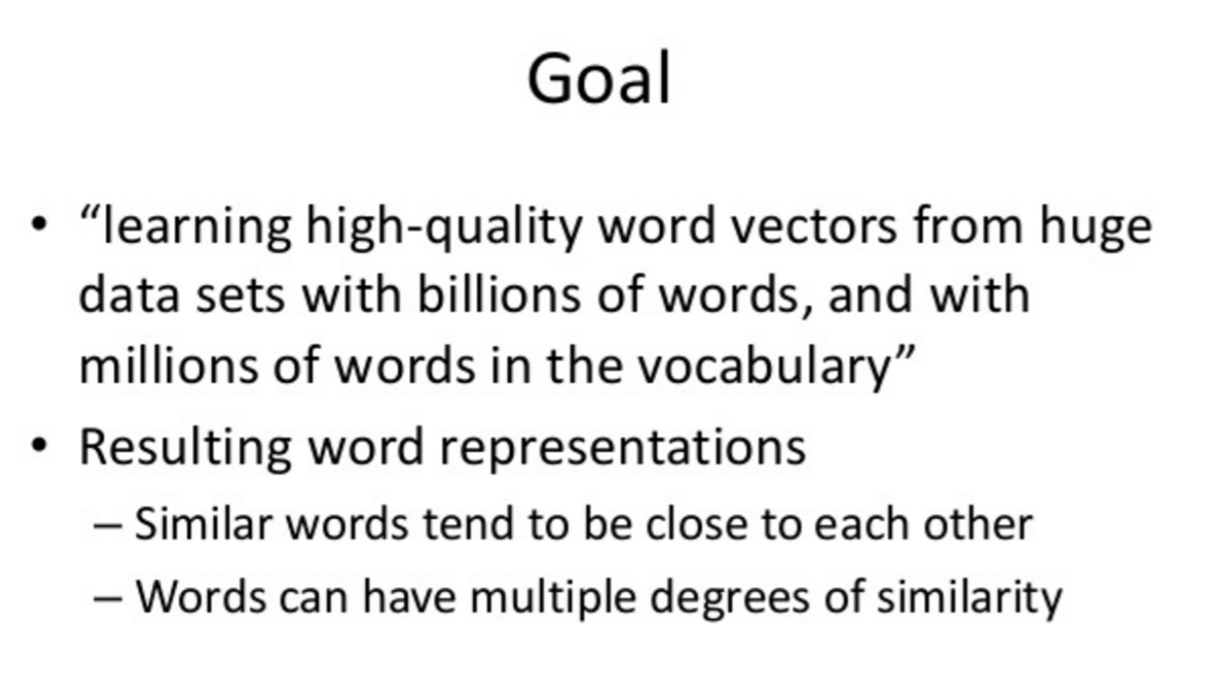 Goal
• “learning high-quality word vectors from huge
data sets with billions of words, and with
millions of words in the vocabulary”
• Resulting word representations
– Similar words tend to be close to each other
– Words can have multiple degrees of similarity